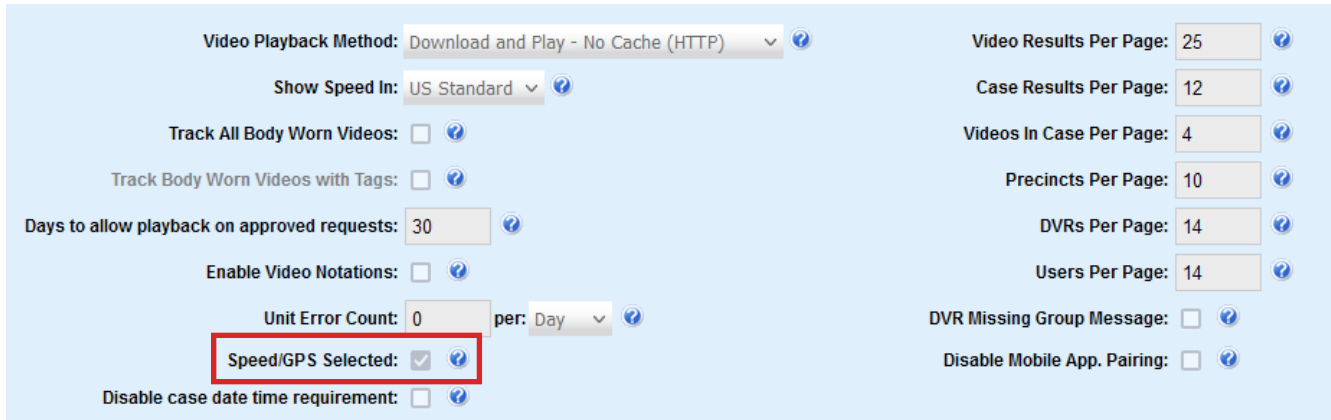 Video Playback Method: Download and Play - No Cache (HTTP)
Show Speed In: US Standard
Track All Body Worn Videos:
Track Body Worn Videos with Tags:
Days to allow playback on approved requests: 30
Enable Video Notations:
Unit Error Count: 0 per: Day
Speed/GPS Selected:
Disable case date time requirement:
Video Results Per Page: 25
Case Results Per Page: 12
Videos In Case Per Page: 4
Precincts Per Page: 10
DVRs Per Page: 14
Users Per Page: 14
DVR Missing Group Message:
Disable Mobile App. Pairing: